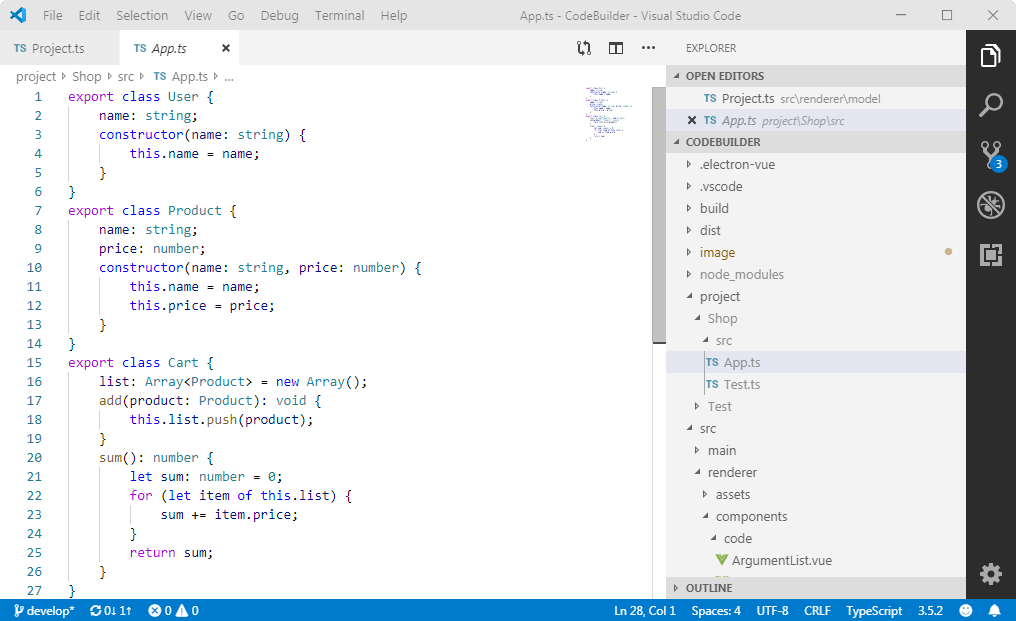 File Edit Selection View Go Debug Terminal Help App.ts - CodeBuilder - Visual Studio Code
TS Project.ts TS App.ts
project Shop src TS App.ts ...
1 export class User {
2 name: string;
3 constructor(name: string) {
4 this.name = name;
5 }
6 }
7 export class Product {
8 name: string;
9 price: number;
10 constructor(name: string, price: number) {
11 this.name = name;
12 this.price = price;
13 }
14 }
15 export class Cart {
16 list: Array<Product> = new Array();
17 add(product: Product): void {
18 this.list.push(product);
19 }
20 sum(): number {
21 let sum: number = 0;
22 for (let item of this.list) {
23 sum += item.price;
24 }
25 return sum;
26 }
27 }
EXPLORER
OPEN EDITORS
TS Project.ts src\renderer\model
TS App.ts project\Shop\src
CODEBUILDER
.electron-vue
.vscode
build
dist
image
node_modules
project
Shop
src
TS App.ts
TS Test.ts
Test
src
main
renderer
assets
components
code
ArgumentList.vue
OUTLINE
3
develop* 0↓ 1↑ 0 0 Ln 28, Col 1 Spaces: 4 UTF-8 CRLF TypeScript 3.5.2